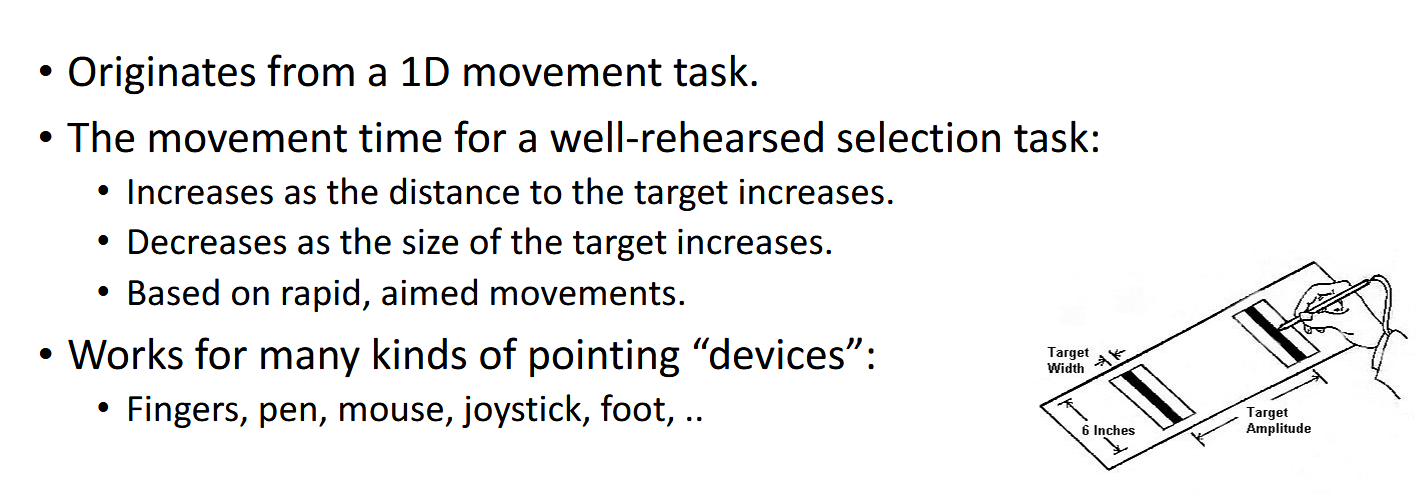 • Originates from a 1D movement task.
• The movement time for a well-rehearsed selection task:
• Increases as the distance to the target increases.
• Decreases as the size of the target increases.
• Based on rapid, aimed movements.
• Works for many kinds of pointing “devices”:
• Fingers, pen, mouse, joystick, foot, ..
Target
Width
6 Inches
Target
Amplitude